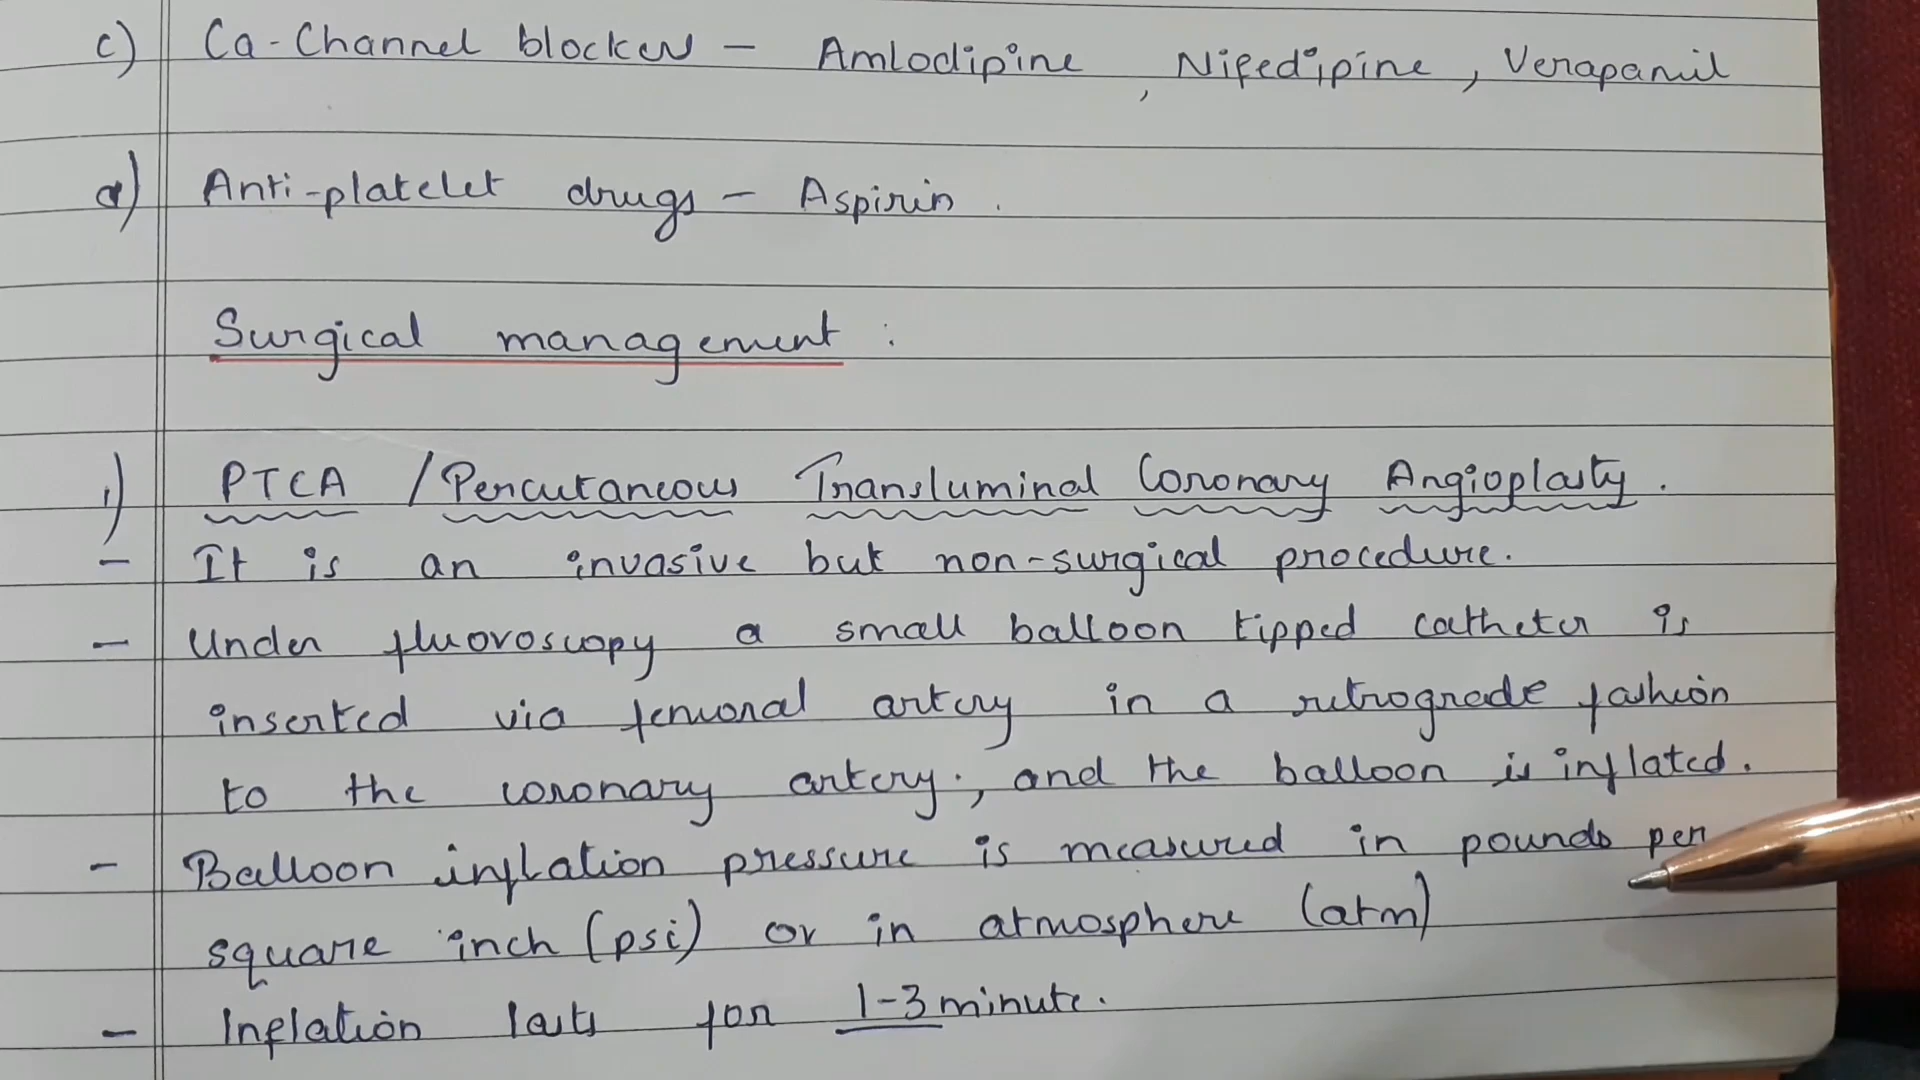 c) Ca-Channel blocker - Amlodipine, Nifedipine, Verapamil
d) Anti-platelet drugs - Aspirin.
Surgical management :
1) PTCA / Percutaneous Transluminal Coronary Angioplasty.
- It is an invasive but non-surgical procedure.
- Under fluoroscopy a small balloon tipped catheter is
inserted via femoral artery in a retrograde fashion
to the coronary artery, and the balloon is inflated.
- Balloon inflation pressure is measured in pounds per
square inch (psi) or in atmosphere (atm)
- Inflation lasts for 1-3 minute.